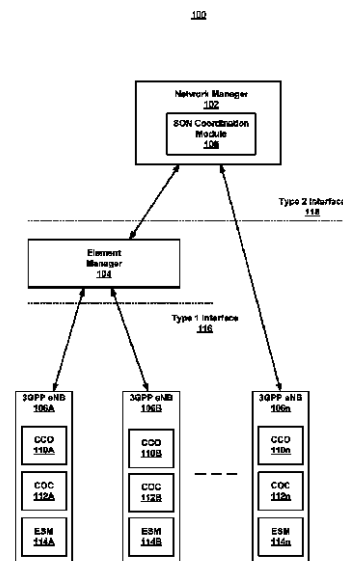 100
Network Manager
102
SON Coordination
Module
108
Type 2 Interface
118
Element
Manager
104
Type 1 Interface
116
3GPP eNB
106A
CCO
110A
COC
112A
ESM
114A
3GPP eNB
106B
CCO
110B
COC
112B
ESM
114B
3GPP eNB
106n
CCO
110n
COC
112n
ESM
114n